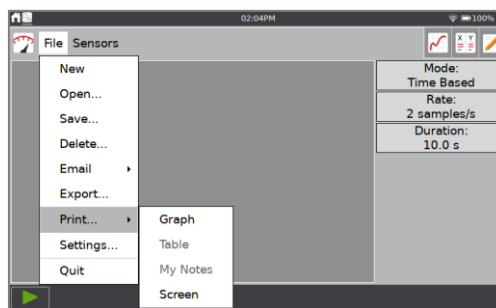 02:04PM
100%
File Sensors
X Y
New
Open...
Save...
Delete...
Email
Export...
Print...
Settings...
Quit
Graph
Table
My Notes
Screen
Mode:
Time Based
Rate:
2 samples/s
Duration:
10.0 s